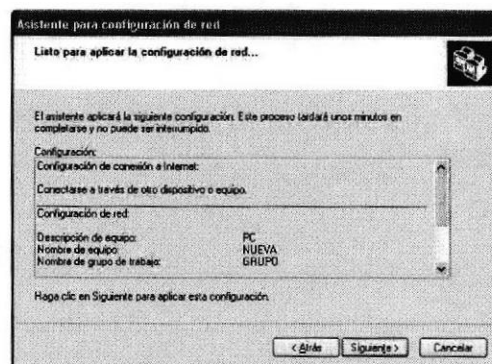 Asistente para configuración de red
Listo para aplicar la configuración de red...
El asistente aplicará la siguiente configuración. Este proceso tardará unos minutos en
completarse y no puede ser interrumpido.
Configuración:
Configuración de conexión a Internet:
Conectarse a través de otro dispositivo o equipo.
Configuración de red:
Descripción de equipo: PC
Nombre de equipo: NUEVA
Nombre de grupo de trabajo: GRUPO
Haga clic en Siguiente para aplicar esta configuración.
< Atrás Siguiente > Cancelar